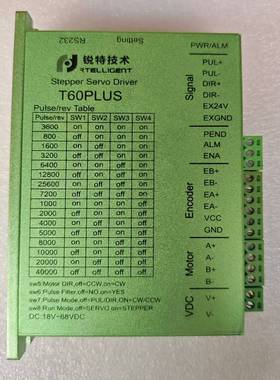 RS232
Setting
PWR/ALM
锐特技术
RTELLIGENT
Stepper Servo Driver
T60PLUS
Pulse/rev Table
Pulse/rev SW1 SW2 SW3 SW4
3600 on on on on
800 off on on on
1600 on off on on
3200 off off on on
6400 on on off on
12800 off on off on
25600 on off off on
7200 off off off on
1000 on on on off
2000 off on on off
4000 on off on off
5000 off off on off
8000 on on off off
10000 off on off off
20000 on off off off
40000 off off off off
sw5:Motor DIR,off=CCW,on=CW
sw6:Pulse Filter,off=NO,on=YES
sw7:Pulse Mode,off=PUL/DIR,ON=CW/CCW
sw8:Run Mode,off=SERVO on=STEPPER
DC:18V~68VDC
Signal
PUL+
PUL-
DIR+
DIR-
EX24V
EXGND
PEND
ALM
ENA
Encoder
EB+
EB-
EA+
EA-
VCC
GND
Motor
A+
A-
B+
B-
VDC
V+
V-